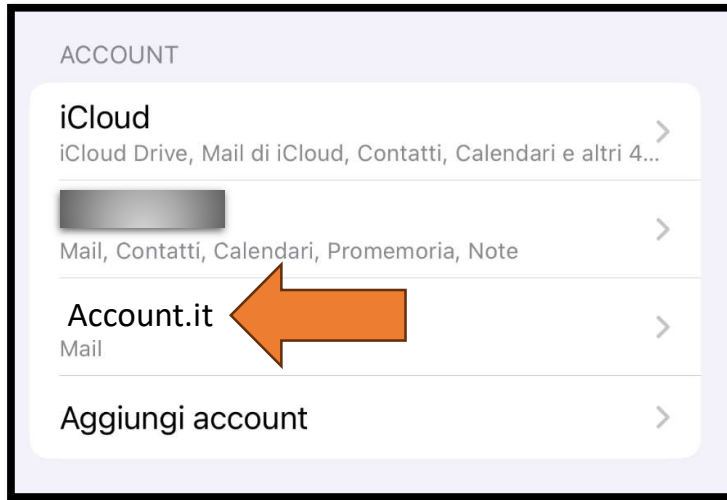 ACCOUNT
iCloud
iCloud Drive, Mail di iCloud, Contatti, Calendari e altri 4...
Mail, Contatti, Calendari, Promemoria, Note
Account.it
Mail
Aggiungi account